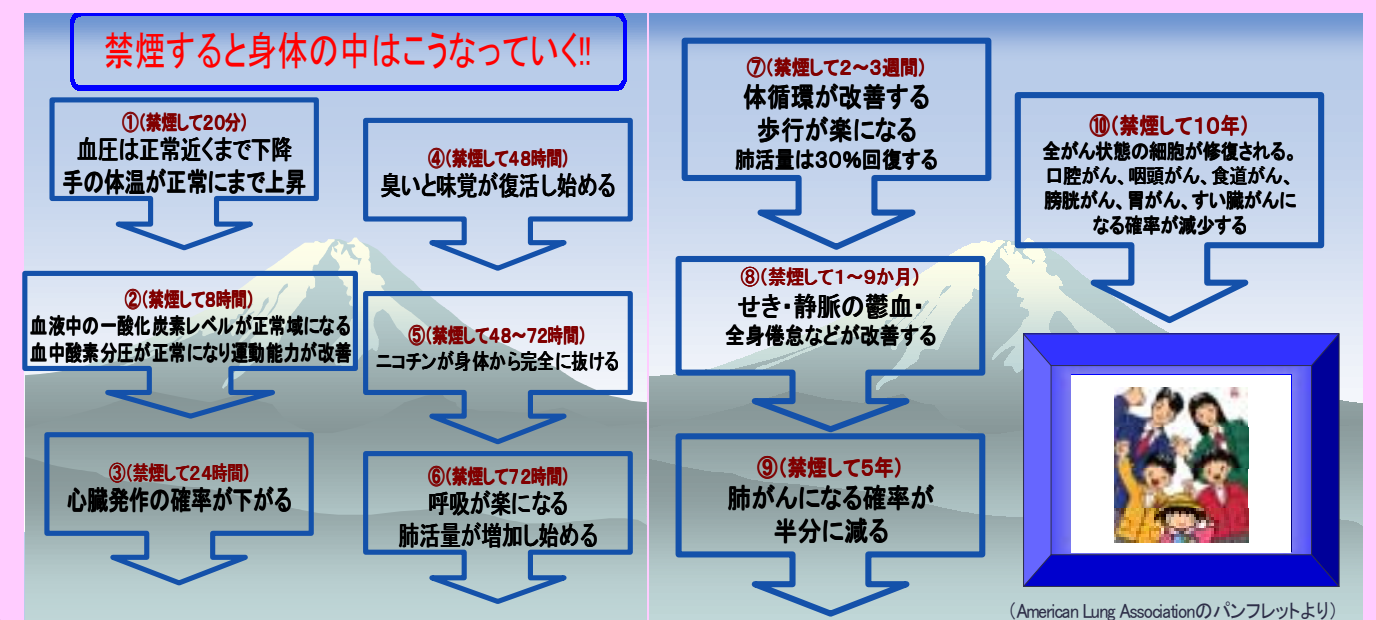 禁煙すると身体の中はこうなっていく!!
①(禁煙して20分)
血圧は正常近くまで下降
手の体温が正常にまで上昇
②(禁煙して8時間)
血液中の一酸化炭素レベルが正常域になる
血中酸素分圧が正常になり運動能力が改善
③(禁煙して24時間)
心臓発作の確率が下がる
④(禁煙して48時間)
臭いと味覚が復活し始める
⑤(禁煙して48～72時間)
ニコチンが身体から完全に抜ける
⑥(禁煙して72時間)
呼吸が楽になる
肺活量が増加し始める
⑦(禁煙して2～3週間)
体循環が改善する
歩行が楽になる
肺活量は30%回復する
⑧(禁煙して1～9か月)
せき・静脈の鬱血・
全身倦怠などが改善する
⑨(禁煙して5年)
肺がんになる確率が
半分に減る
⑩(禁煙して10年)
全がん状態の細胞が修復される。
口腔がん、咽頭がん、食道がん、
膀胱がん、胃がん、すい臓がんに
なる確率が減少する
(American Lung Associationのパンフレットより)